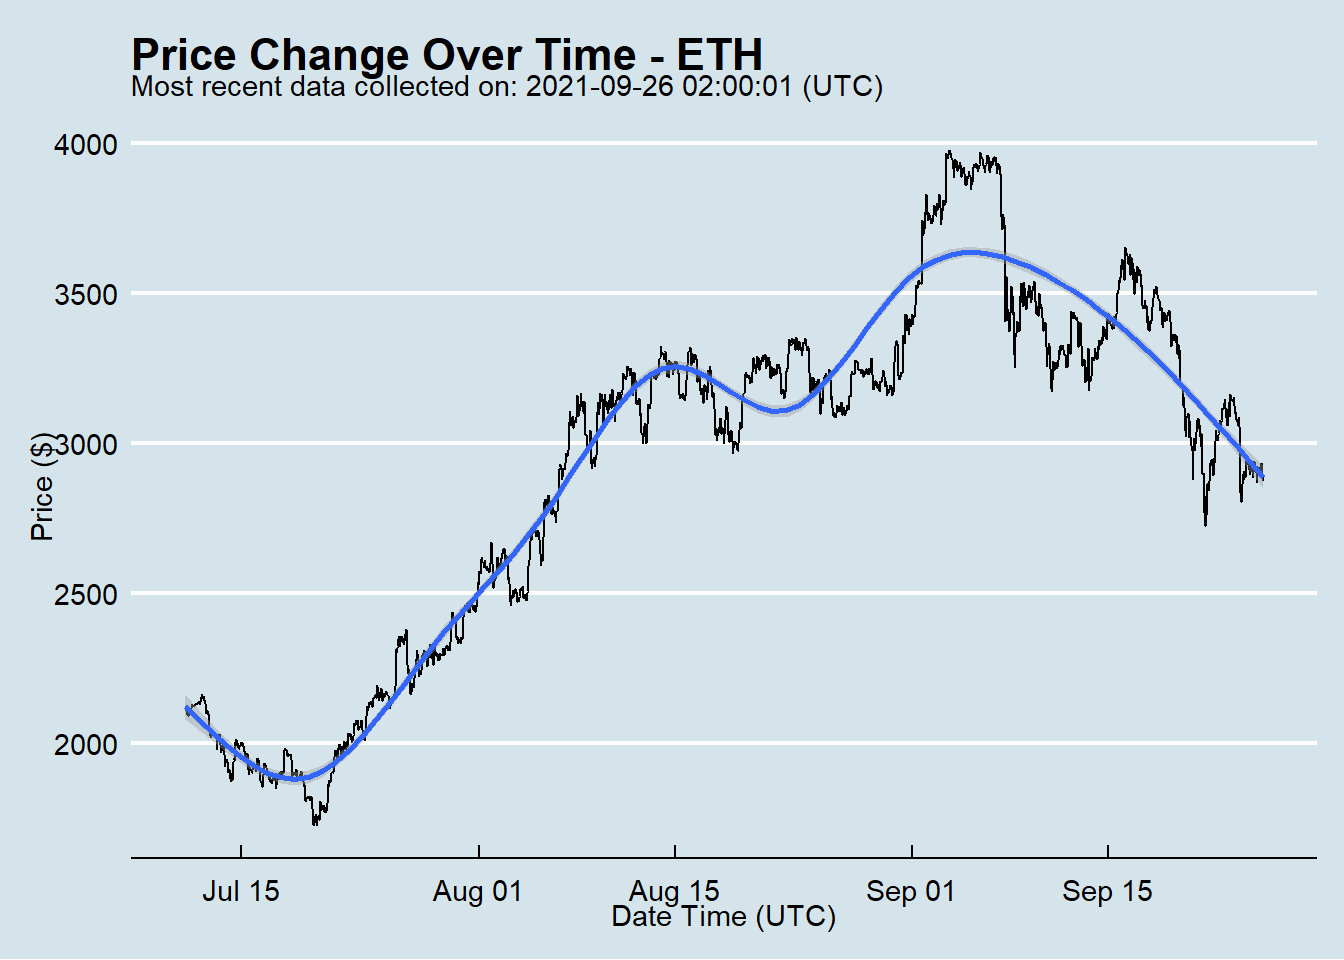 Price Change Over Time - ETH
Most recent data collected on: 2021-09-26 02:00:01 (UTC)
4000
3500
3000
2500
2000
Price ($)
Jul 15
Aug 01
Aug 15
Sep 01
Sep 15
Date Time (UTC)